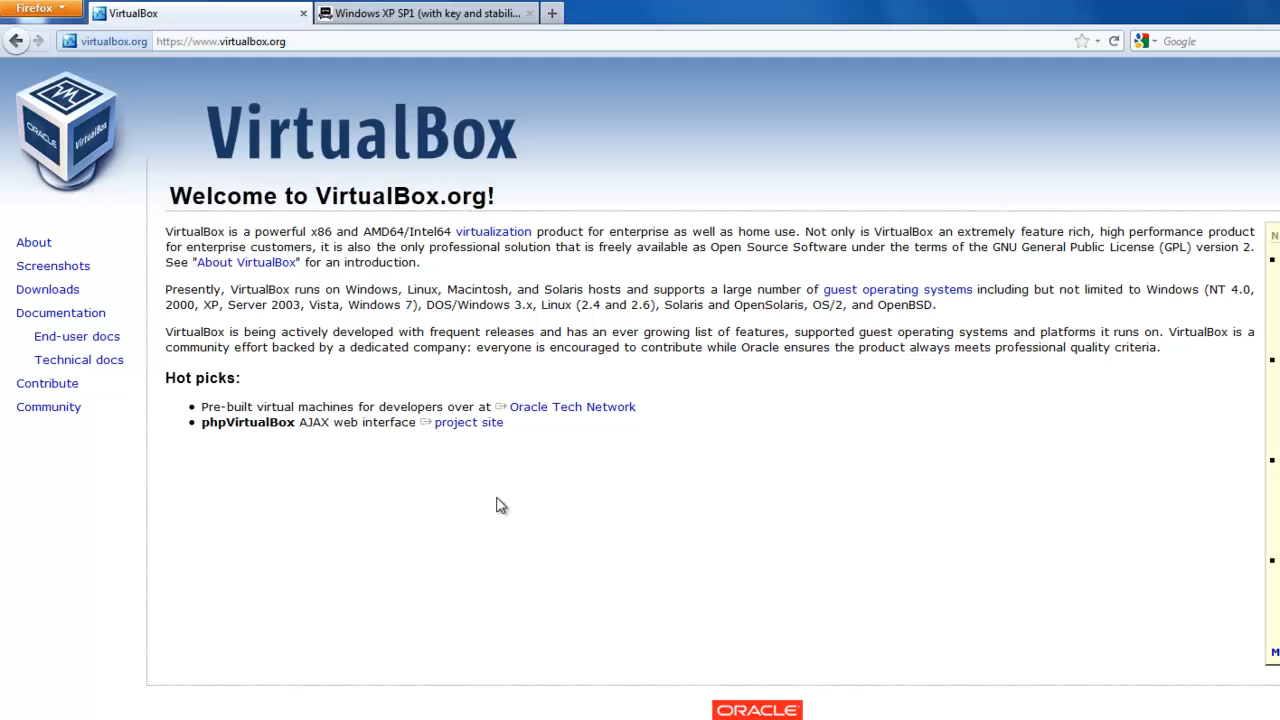 Firefox
VirtualBox
Windows XP SP1 (with key and stabili...
virtualbox.org
https://www.virtualbox.org
Google
ORACLE
VirtualBox
VirtualBox
Welcome to VirtualBox.org!
About
Screenshots
Downloads
Documentation
End-user docs
Technical docs
Contribute
Community
VirtualBox is a powerful x86 and AMD64/Intel64 virtualization product for enterprise as well as home use. Not only is VirtualBox an extremely feature rich, high performance product
for enterprise customers, it is also the only professional solution that is freely available as Open Source Software under the terms of the GNU General Public License (GPL) version 2.
See "About VirtualBox" for an introduction.
Presently, VirtualBox runs on Windows, Linux, Macintosh, and Solaris hosts and supports a large number of guest operating systems including but not limited to Windows (NT 4.0,
2000, XP, Server 2003, Vista, Windows 7), DOS/Windows 3.x, Linux (2.4 and 2.6), Solaris and OpenSolaris, OS/2, and OpenBSD.
VirtualBox is being actively developed with frequent releases and has an ever growing list of features, supported guest operating systems and platforms it runs on. VirtualBox is a
community effort backed by a dedicated company: everyone is encouraged to contribute while Oracle ensures the product always meets professional quality criteria.
Hot picks:
Pre-built virtual machines for developers over at Oracle Tech Network
phpVirtualBox AJAX web interface project site
N
M
ORACLE